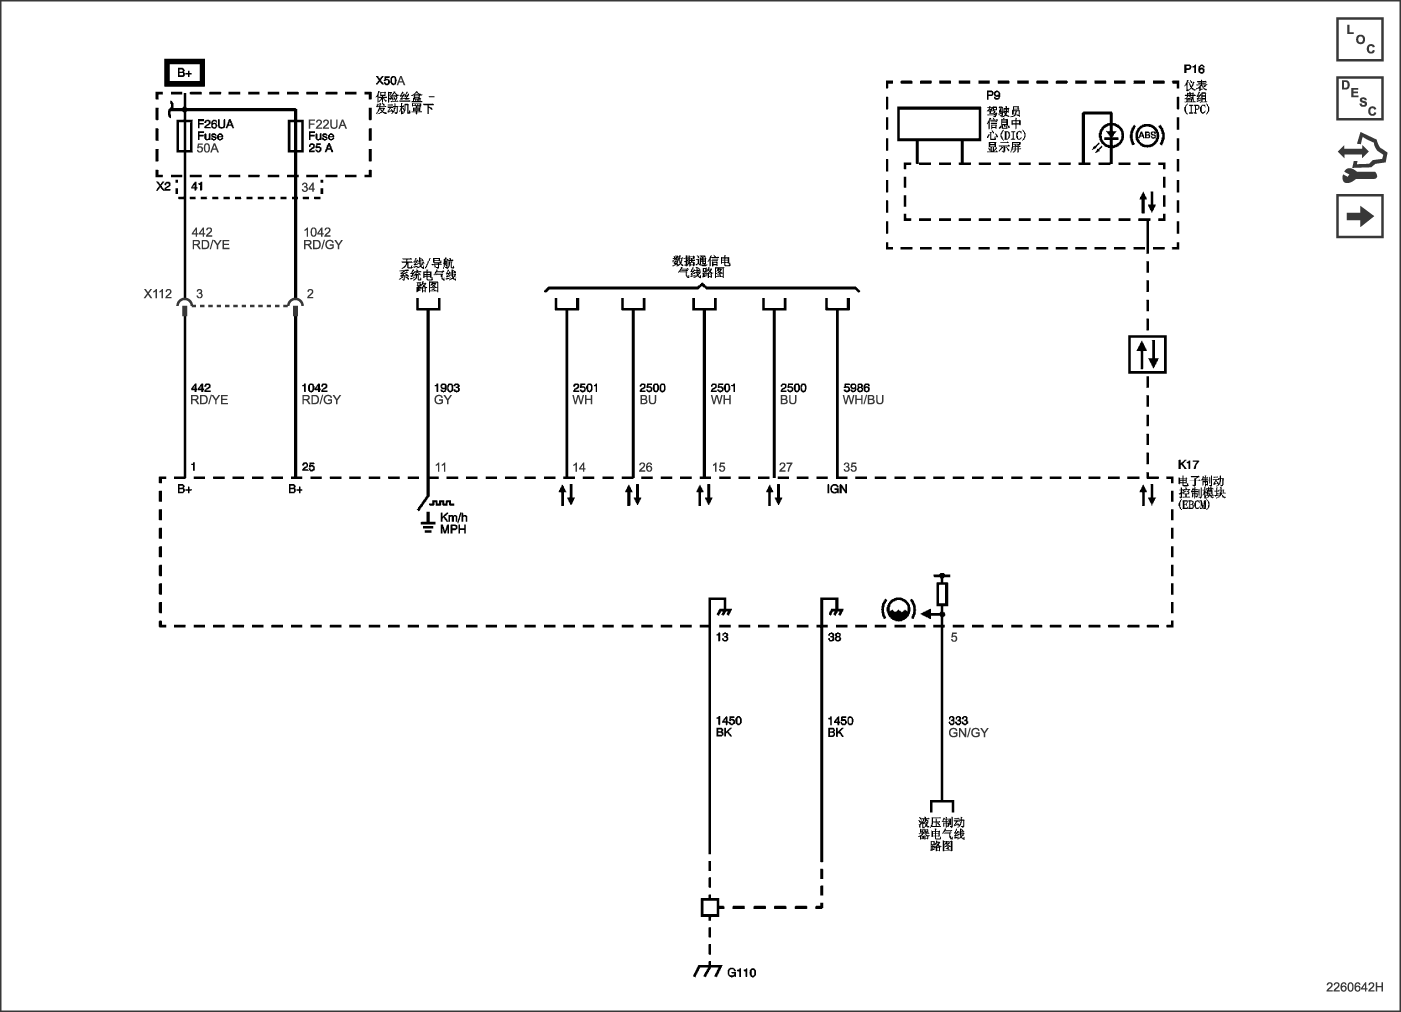 B+
X50A
保险丝盒 -
发动机罩下
F26UA
Fuse
50A
F22UA
Fuse
25 A
X2
41
34
442
RD/YE
1042
RD/GY
X112
3
2
442
RD/YE
1042
RD/GY
1
25
B+
B+
无线/导航
系统电气线
路图
1903
GY
11
Km/h
MPH
数据通信电
气线路图
2501
WH
2500
BU
2501
WH
2500
BU
5986
WH/BU
14
26
15
27
35
IGN
P16
仪表
盘组
(IPC)
P9
驾驶员
信息中
心(DIC)
显示屏
ABS
K17
电子制动
控制模块
(EBCM)
13
38
5
1450
BK
1450
BK
333
GN/GY
液压制动
器电气线
路图
G110
LOC
DESC
2260642H